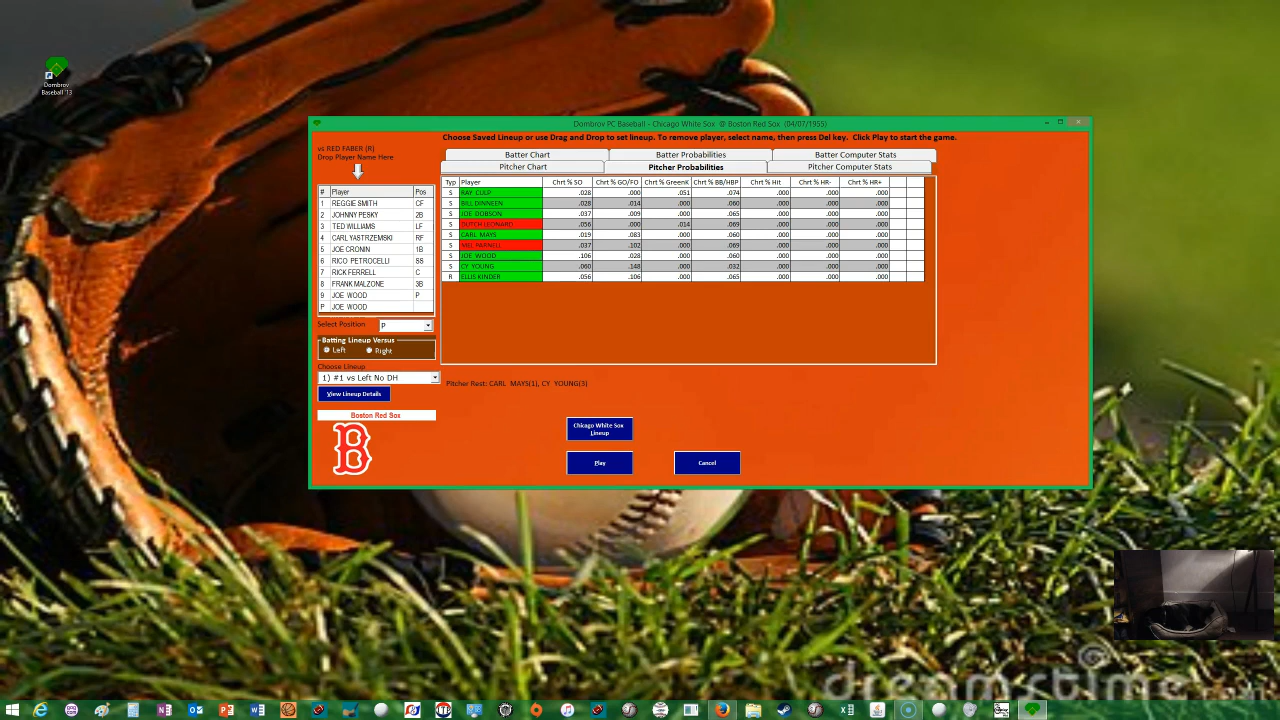 Dombrov
Baseball '13
Dombrov PC Baseball - Chicago White Sox @ Boston Red Sox (04/07/1955)
Choose Saved Lineup or use Drag and Drop to set lineup. To remove player, select name, then press Del key. Click Play to start the game.
vs RED FABER (R)
Drop Player Name Here
Batter Chart Batter Probabilities Batter Computer Stats
Pitcher Chart Pitcher Probabilities Pitcher Computer Stats
# Player Pos
1 REGGIE SMITH CF
2 JOHNNY PESKY 2B
3 TED WILLIAMS LF
4 CARL YASTRZEMSKI RF
5 JOE CRONIN 1B
6 RICO PETROCELLI SS
7 RICK FERRELL C
8 FRANK MALZONE 3B
9 JOE WOOD P
P JOE WOOD
Typ Player Chrt % SO Chrt % GO/FO Chrt % GreenK Chrt % BB/HBP Chrt % Hit Chrt % HR- Chrt % HR+
S RAY CULP .028 .000 .051 .074 .000 .000 .000
S BILL DINNEEN .028 .014 .000 .060 .000 .000 .000
S JOE DOBSON .037 .009 .000 .065 .000 .000 .000
S DUTCH LEONARD .056 .000 .014 .069 .000 .000 .000
S CARL MAYS .019 .083 .000 .060 .000 .000 .000
S MEL PARNELL .037 .102 .000 .069 .000 .000 .000
S JOE WOOD .106 .028 .000 .060 .000 .000 .000
S CY YOUNG .060 .148 .000 .032 .000 .000 .000
R ELLIS KINDER .056 .106 .000 .065 .000 .000 .000
Select Position P
Batting Lineup Versus
Left Right
Choose Lineup
1) #1 vs Left No DH
View Lineup Details
Pitcher Rest: CARL MAYS(1), CY YOUNG(3)
Boston Red Sox
B
Chicago White Sox
Lineup
Play Cancel
dreamstime